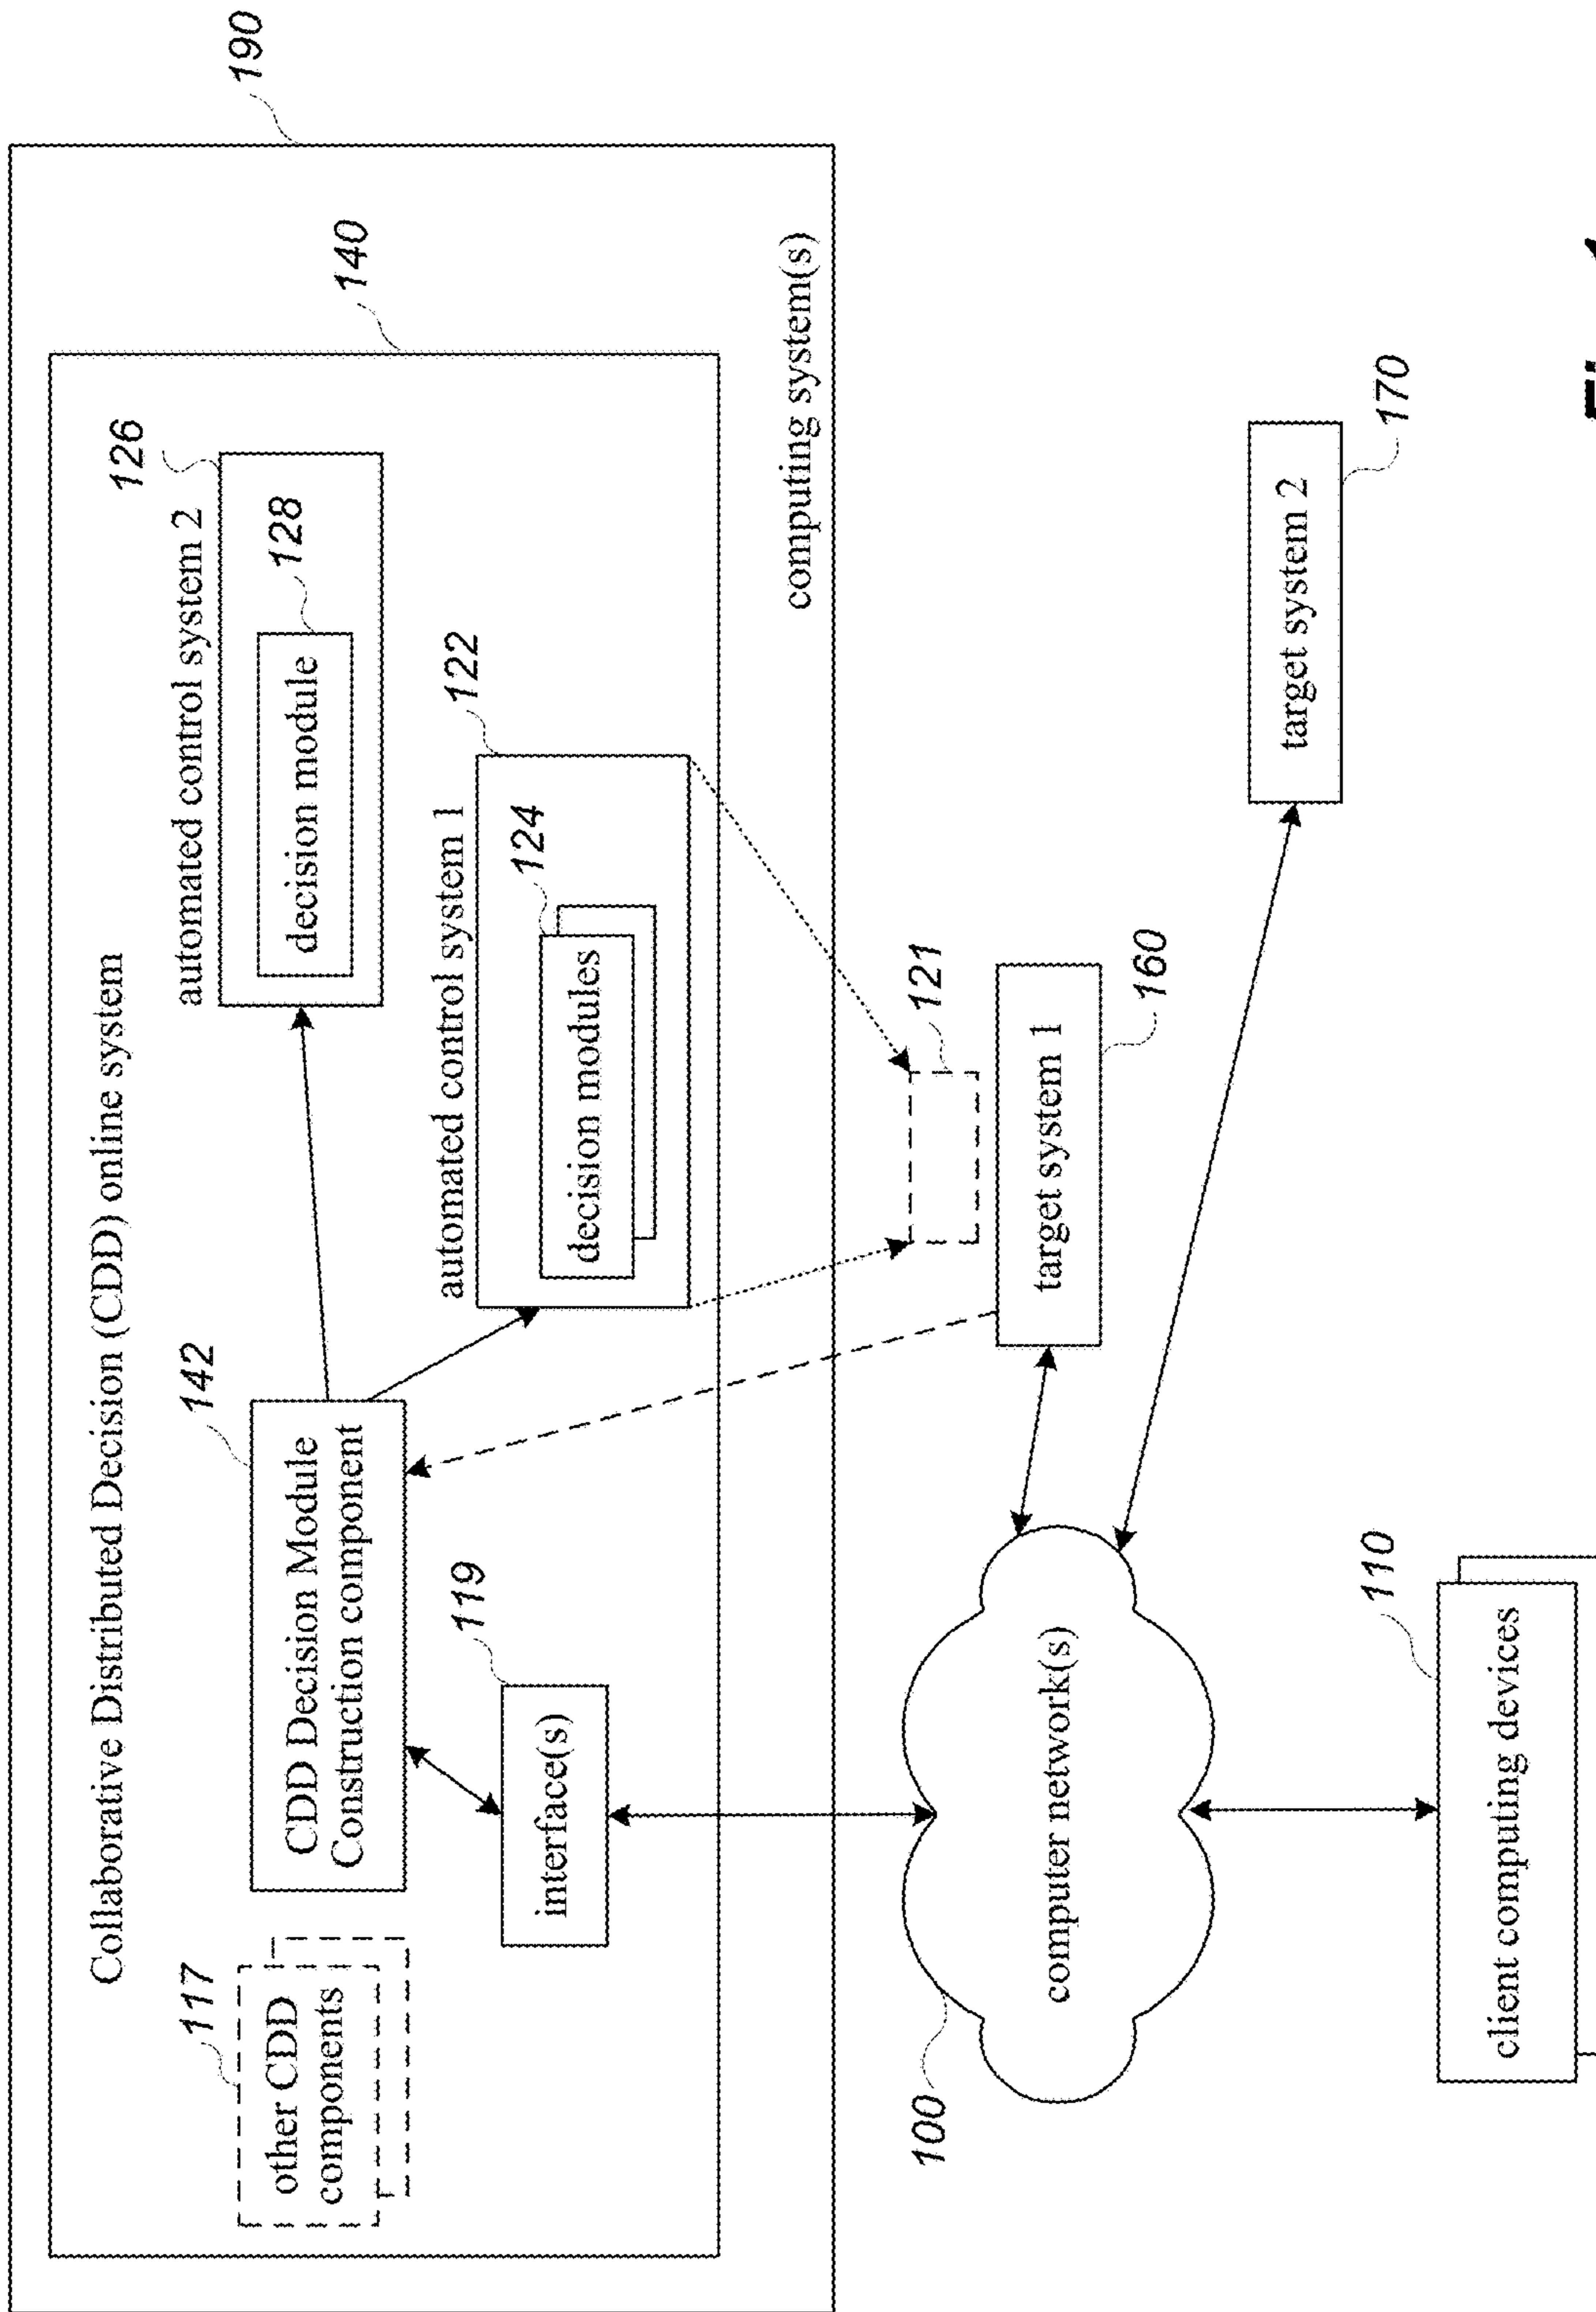 190
Collaborative Distributed Decision (CDD) online system
140
117
other CDD
components
142
CDD Decision Module
Construction component
automated control system 2
126
decision module
128
119
interface(s)
automated control system 1
122
decision modules
124
computing system(s)
121
100
computer network(s)
target system 1
160
target system 2
170
110
client computing devices